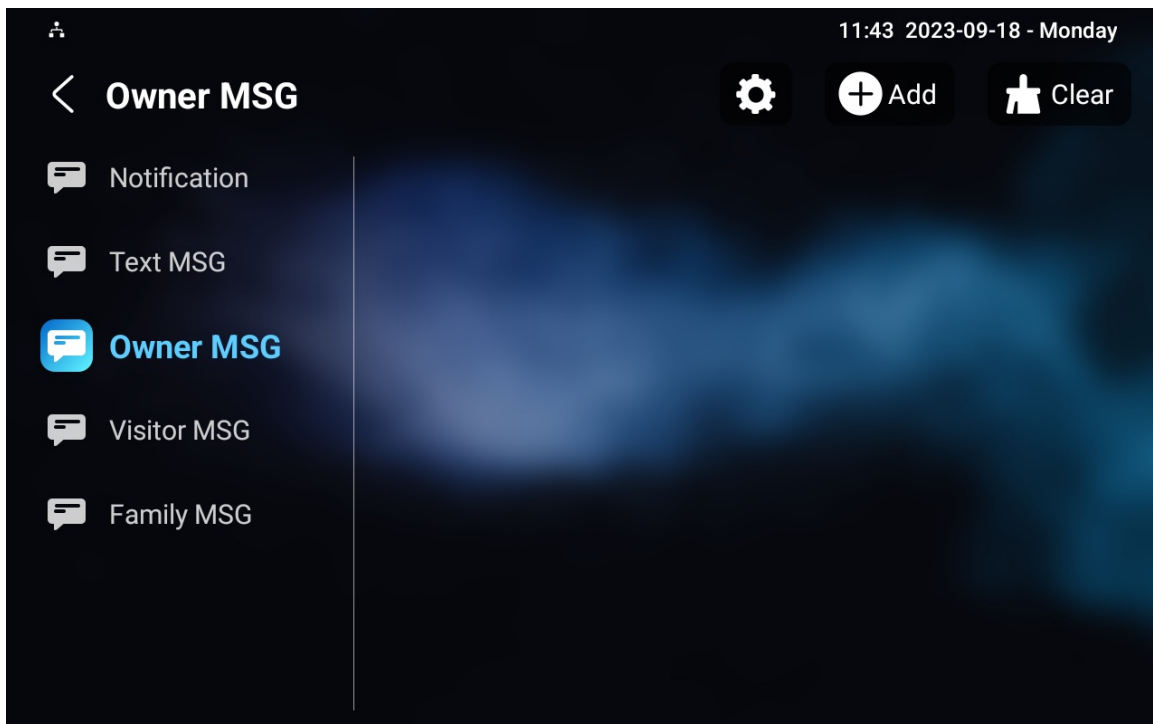 11:43 2023-09-18 - Monday
Owner MSG
Add
Clear
Notification
Text MSG
Owner MSG
Visitor MSG
Family MSG